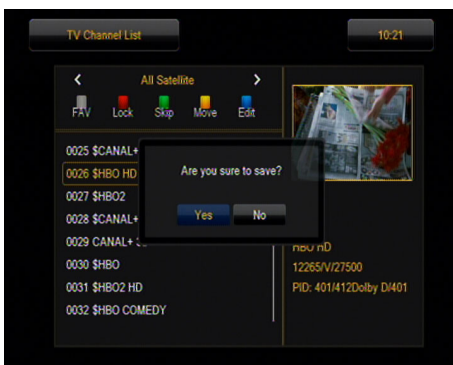 TV Channel List
10:21
All Satellite
FAV Lock Skip Move Edit
0025 $CANAL+
0026 $HBO HD
0027 $HBO2
0028 $CANAL+
0029 CANAL+
0030 $HBO
0031 $HBO2 HD
0032 $HBO COMEDY
Are you sure to save?
Yes No
HBO HD
12265/V/27500
PID: 401/412Dolby D/401